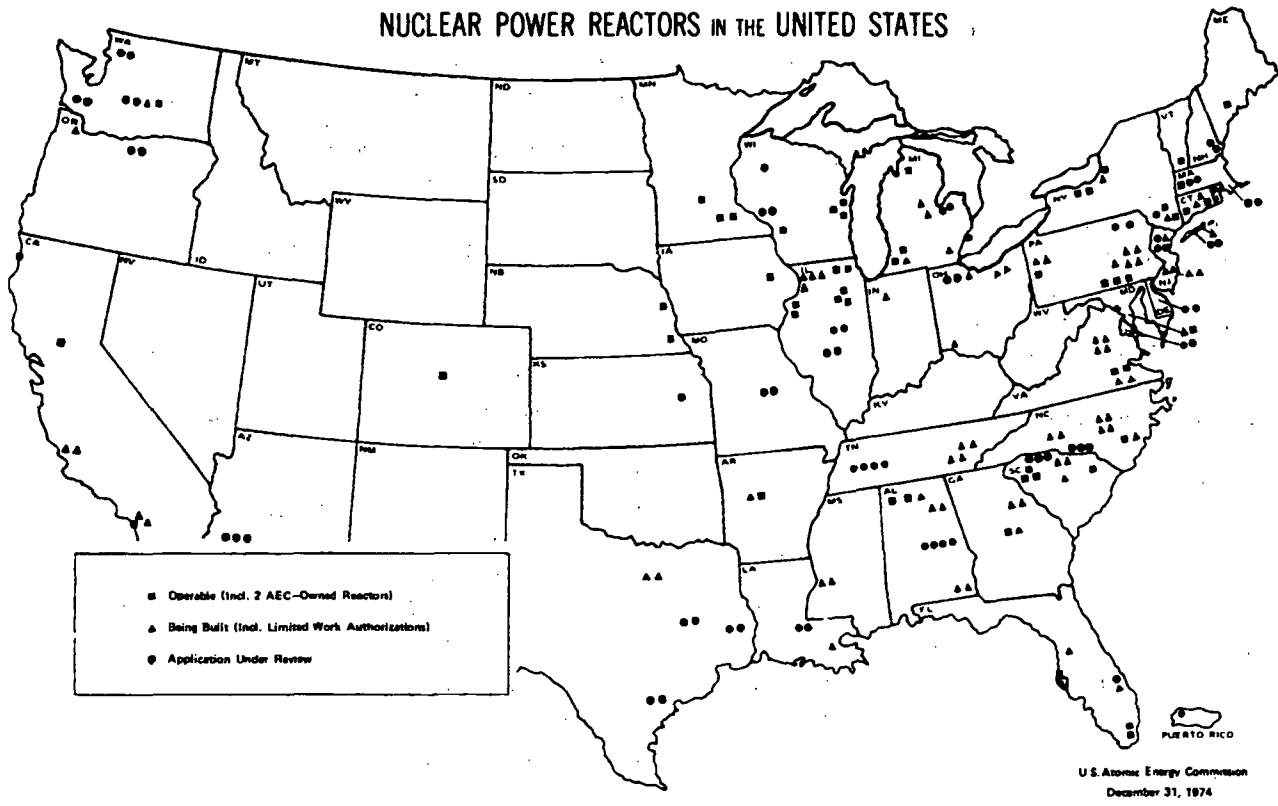 NUCLEAR POWER REACTORS IN THE UNITED STATES
ME
WA
MT
ND
MN
VT
OR
WI
MI
NH
MA
SD
NY
CT
WY
CA
NV
ID
IA
PA
NB
IL
OH
NJ
UT
IN
MD
DE
WV
CO
MO
KS
KY
VA
AZ
NM
OK
TN
NC
TX
AR
SC
MS
AL
GA
LA
FL
Operable (Incl. 2 AEC-Owned Reactors)
Being Built (Incl. Limited Work Authorizations)
Application Under Review
PUERTO RICO
U.S. Atomic Energy Commission
December 31, 1974